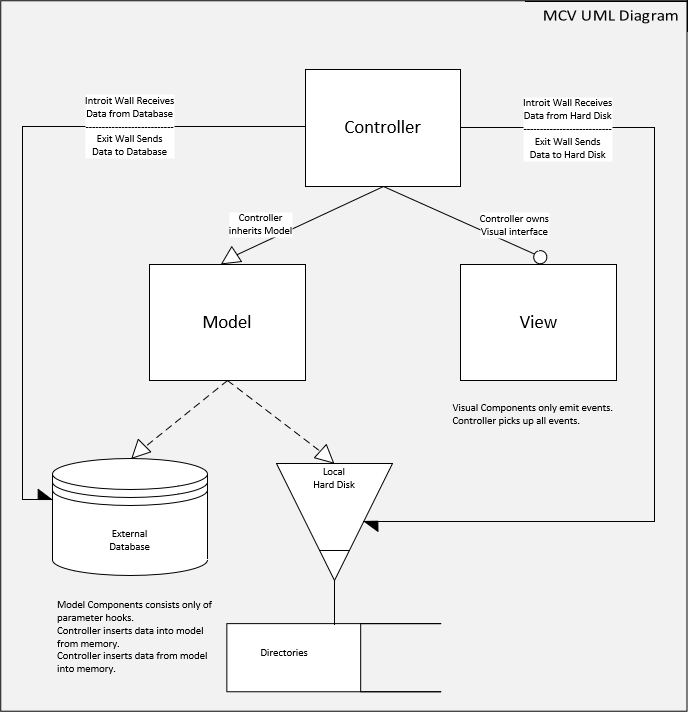 MCV UML Diagram
Introit Wall Receives
Data from Database
Exit Wall Sends
Data to Database
Controller
Introit Wall Receives
Data from Hard Disk
Exit Wall Sends
Data to Hard Disk
Controller
inherits Model
Controller owns
Visual interface
Model
View
Visual Components only emit events.
Controller picks up all events.
Local
Hard Disk
External
Database
Model Components consists only of
parameter hooks.
Controller inserts data into model
from memory.
Controller inserts data from model
into memory.
Directories